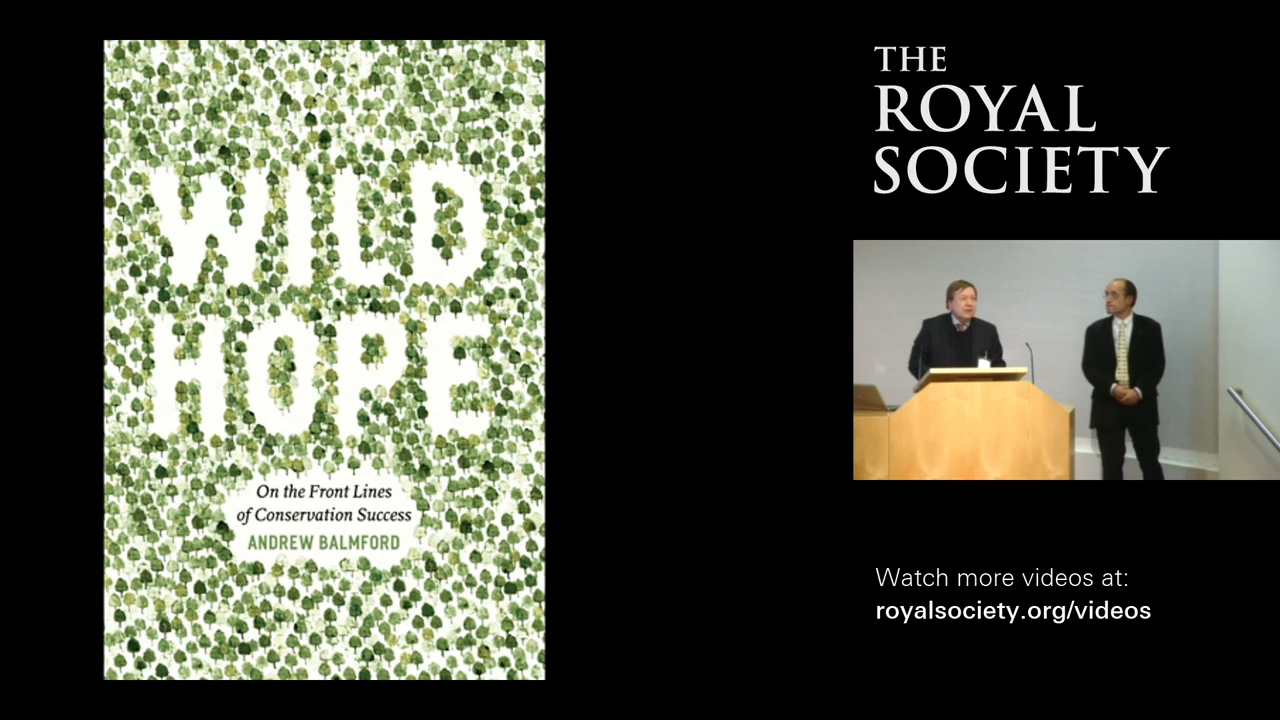 WILD
HOPE
On the Front Lines
of Conservation Success
ANDREW BALMFORD
THE
ROYAL
SOCIETY
Watch more videos at:
royalsociety.org/videos